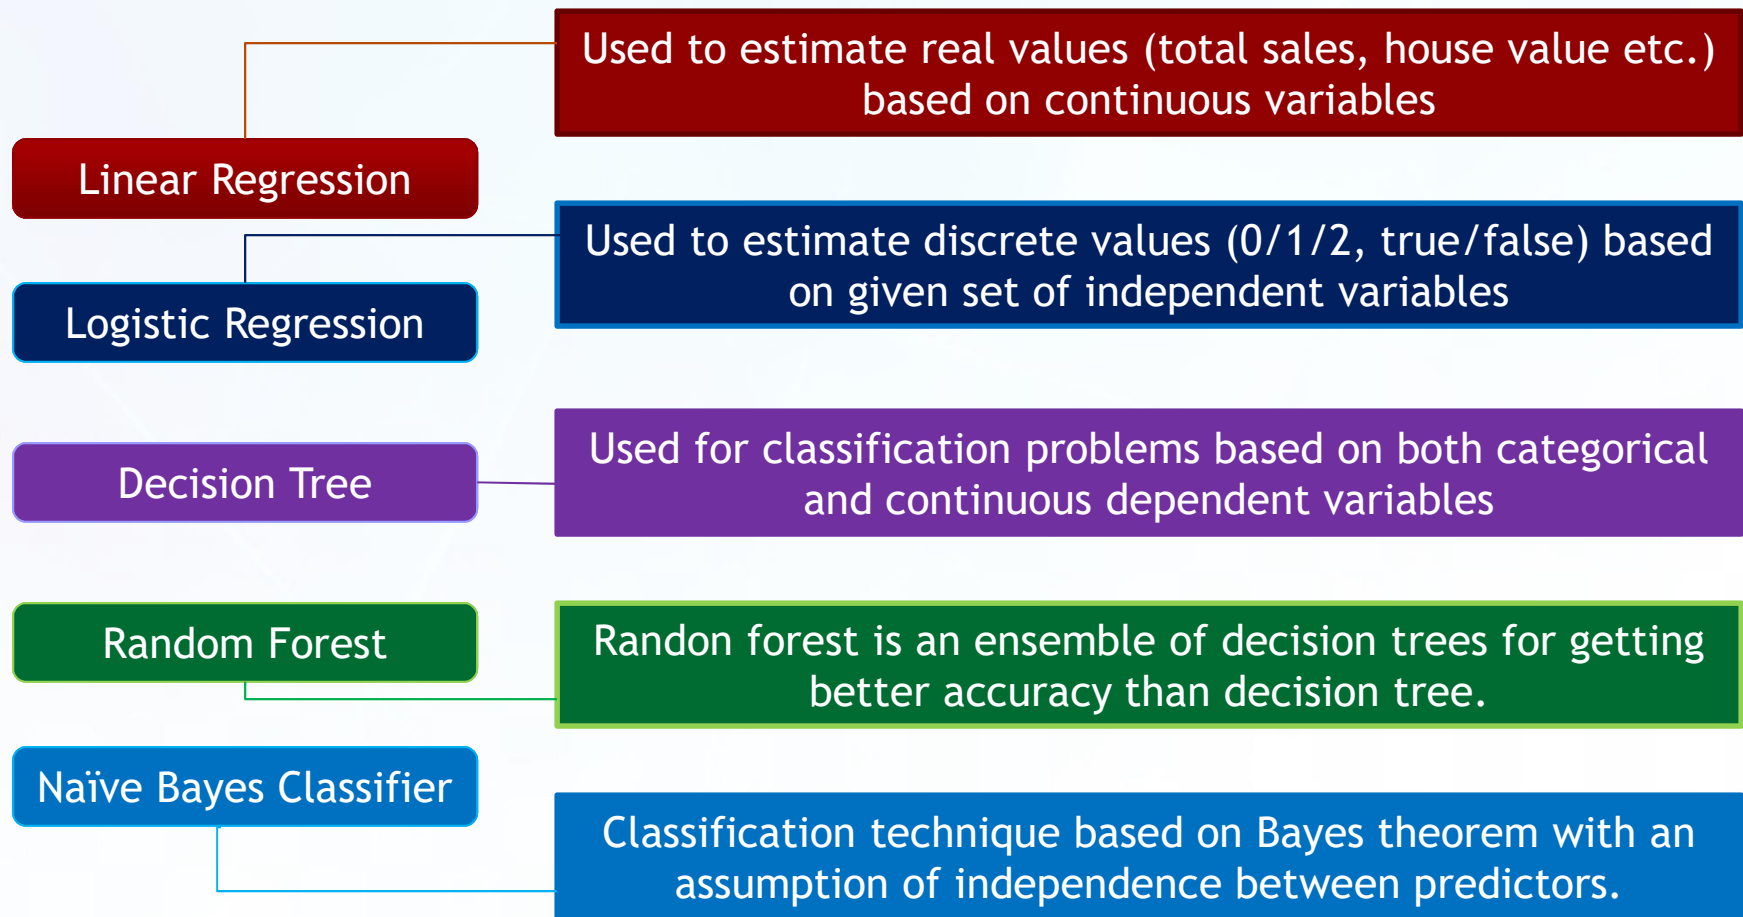 Used to estimate real values (total sales, house value etc.)
based on continuous variables
Linear Regression
Used to estimate discrete values (0/1/2, true/false) based
on given set of independent variables
Logistic Regression
Used for classification problems based on both categorical
and continuous dependent variables
Decision Tree
Random Forest
Randon forest is an ensemble of decision trees for getting
better accuracy than decision tree.
Naïve Bayes Classifier
Classification technique based on Bayes theorem with an
assumption of independence between predictors.